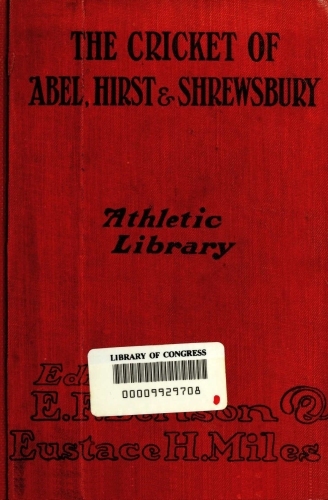 THE CRICKET OF
ABEL, HIRST & SHREWSBURY
Athletic
Library
LIBRARY OF CONGRESS
00009929708
Eustace H. Miles